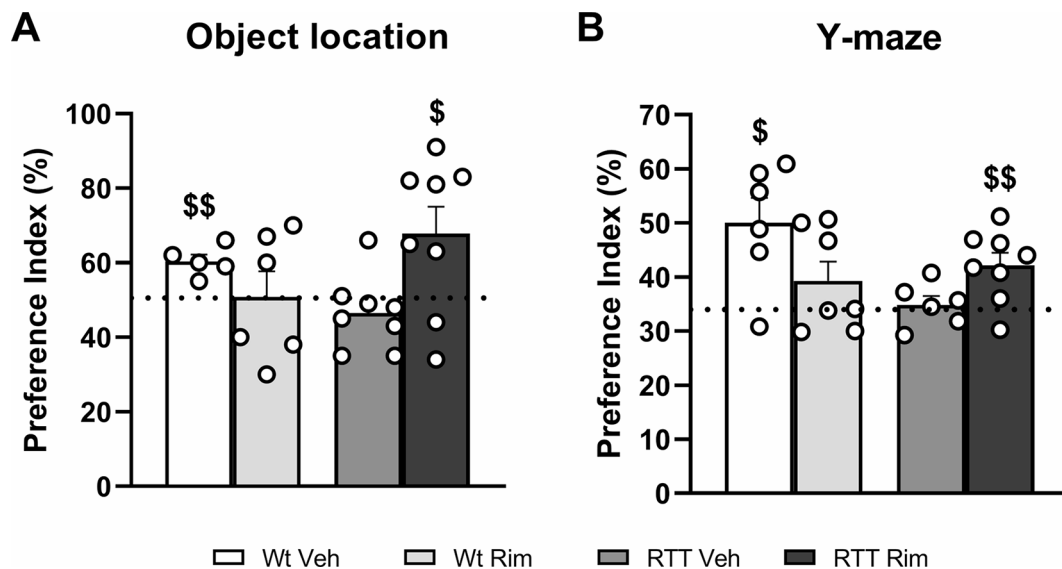 A
Object location
Preference Index (%)
100
80
60
40
20
0
$$
$
B
Y-maze
Preference Index (%)
70
60
50
40
30
20
10
0
$
$$
Wt Veh
Wt Rim
RTT Veh
RTT Rim